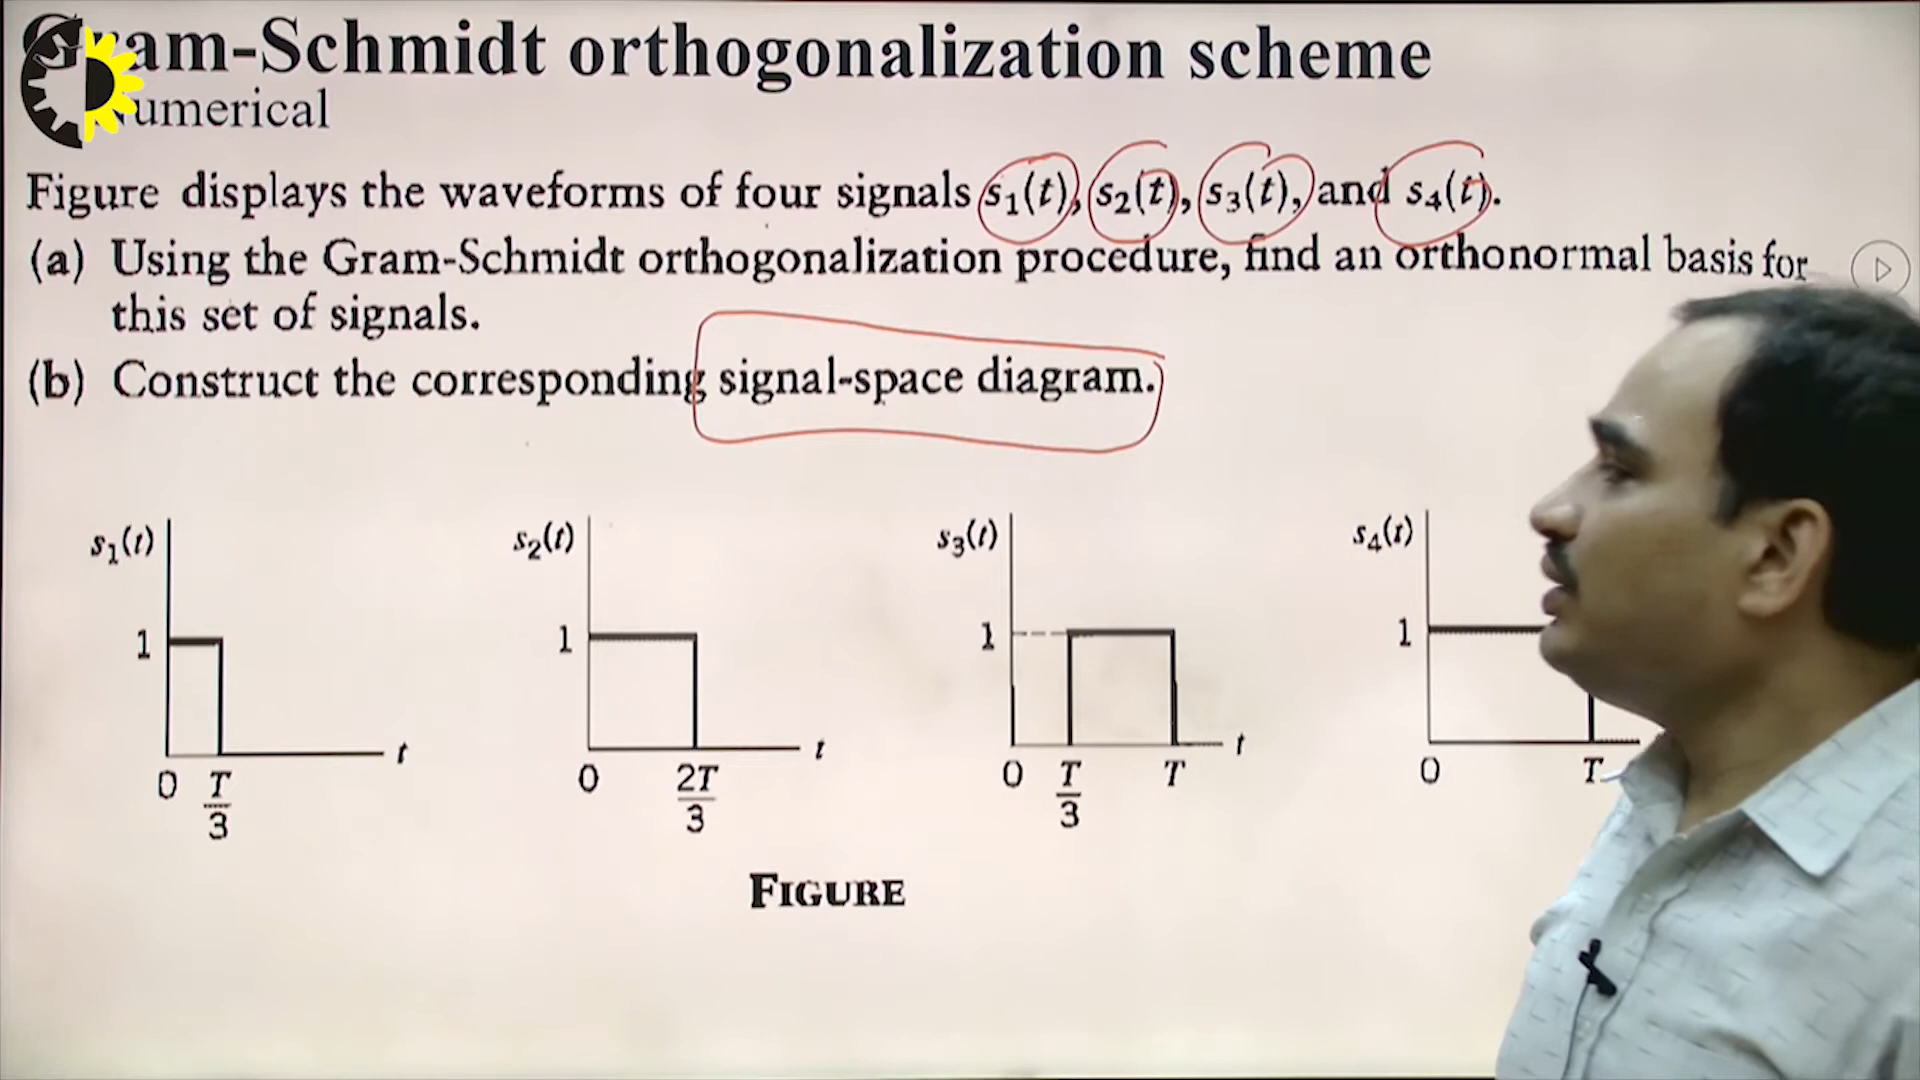 Gram-Schmidt orthogonalization scheme
Numerical
Figure displays the waveforms of four signals s₁(t), s₂(t), s₃(t), and s₄(t).
(a) Using the Gram-Schmidt orthogonalization procedure, find an orthonormal basis for
this set of signals.
(b) Construct the corresponding signal-space diagram.
s₁(t) s₂(t) s₃(t) s₄(t)
1 1 1 1
t t t
0 T/3 0 2T/3 0 T/3 T 0 T
FIGURE